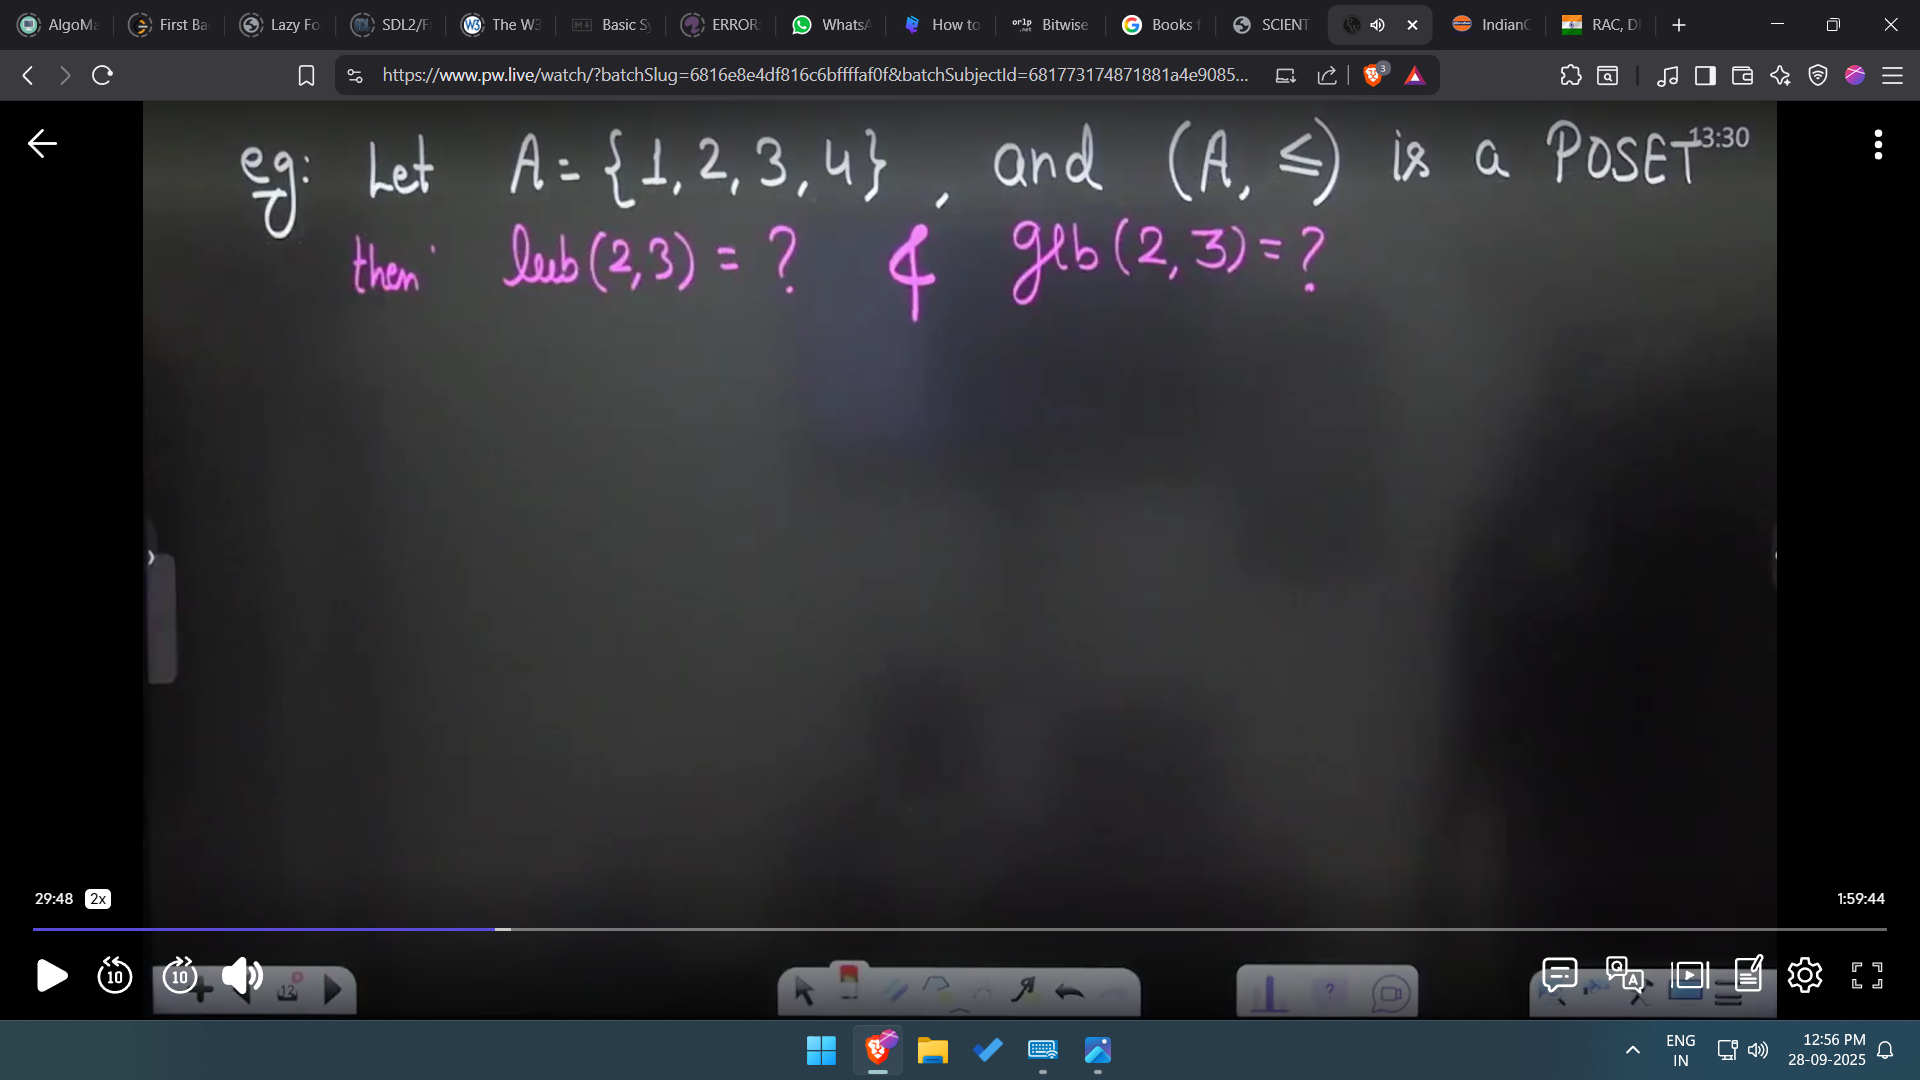 AlgoMa
First Ba
Lazy Fo
SDL2/F
The W3
Basic Sy
ERROR:
WhatsA
How to
Bitwise
Books f
SCIENT
IndianO
RAC, D
https://www.pw.live/watch/?batchSlug=6816e8e4df816c6bffffaf0f&batchSubjectId=681773174871881a4e9085...
3
eg: Let A = {1, 2, 3, 4}, and (A, ≤) is a POSET
13:30
then lub (2,3) = ? & glb (2, 3) = ?
29:48 2x
1:59:44
10
10
12
ENG
IN
12:56 PM
28-09-2025